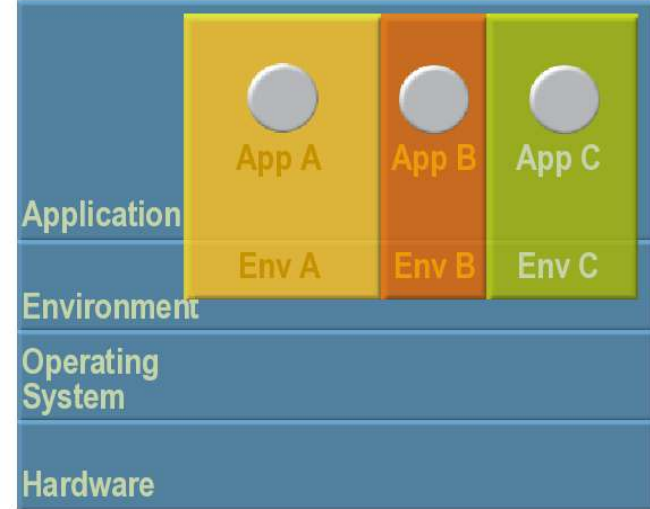 App A
App B
App C
Application
Env A
Env B
Env C
Environment
Operating
System
Hardware